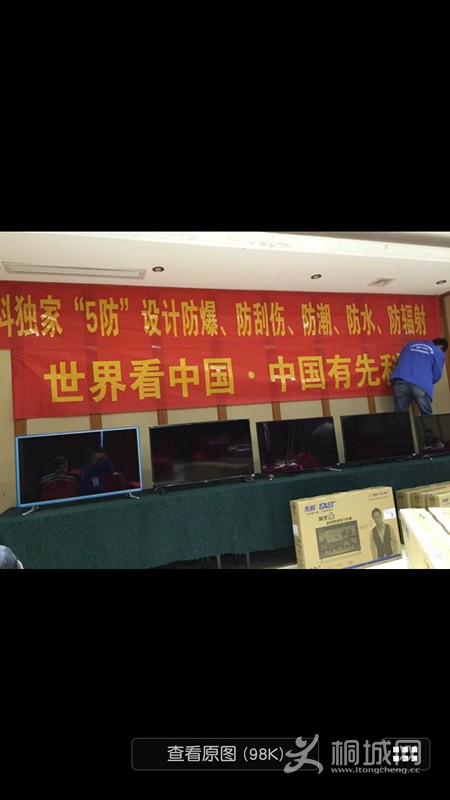 科独家“5防”设计防爆、防刮伤、防潮、防水、防辐射
世界看中国·中国有先科
先科 SAST
查看原图 (98K)
桐城网
www.itongcheng.cc